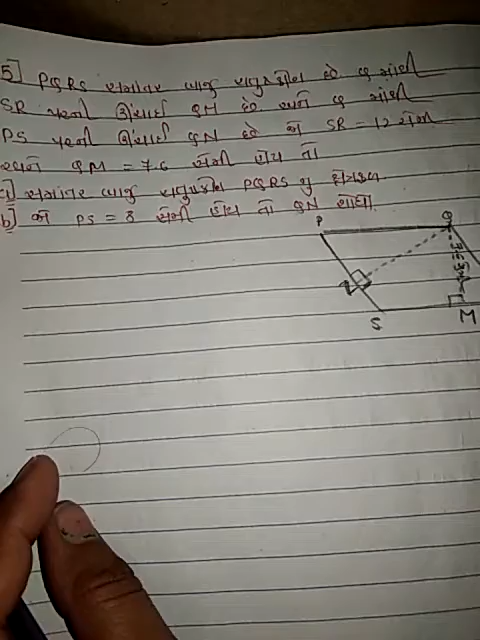 5] PQRS સમાંતર બાજુ ચતુષ્કોણ છે Q માંથી
SR પરની ઊંચાઈ QM છે અને Q માંથી
PS પરની ઊંચાઈ QN છે જો SR = 12 સેમી
અને QM = 7.6 સેમી હોય તો
a] સમાંતર બાજુ ચતુષ્કોણ PQRS નું ક્ષેત્રફળ
b] જો PS = 8 સેમી હોય તો QN શોધો
P
Q
N
S
M